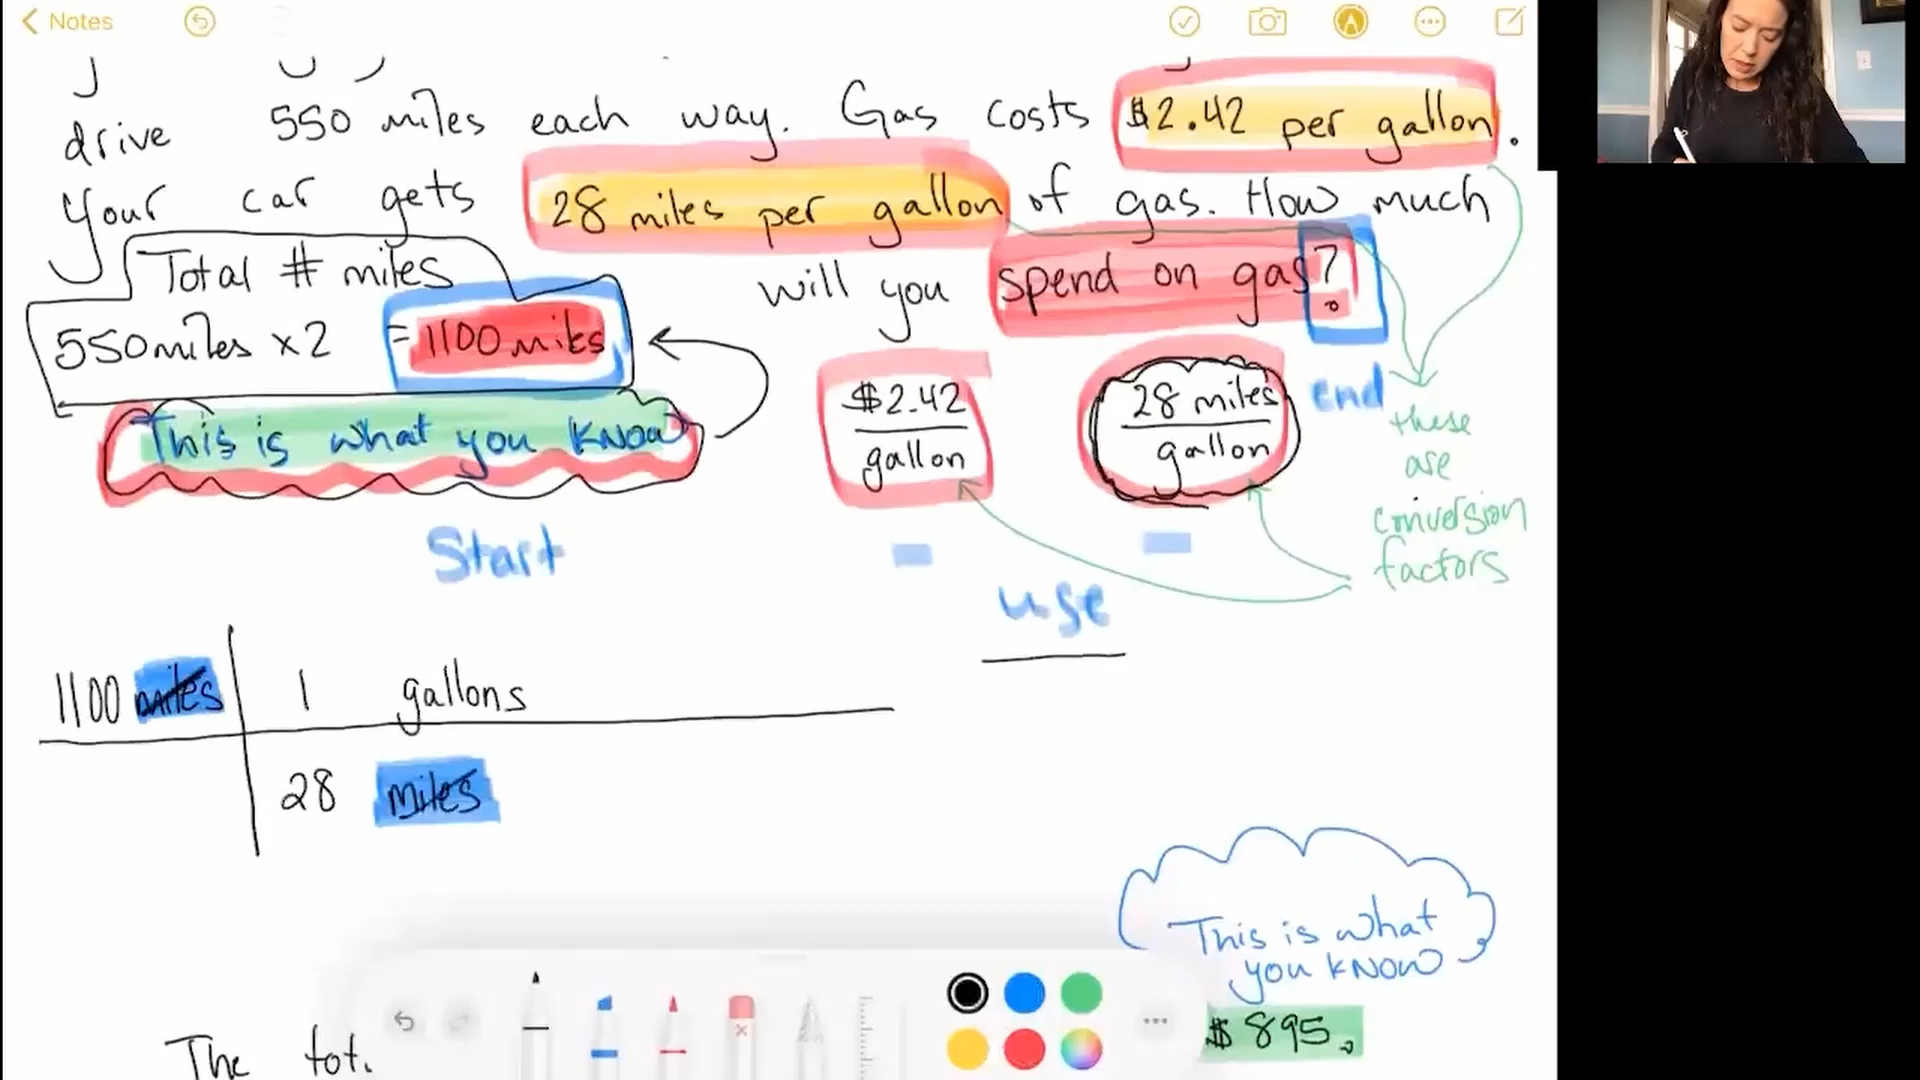 Notes
drive 550 miles each way. Gas costs $2.42 per gallon.
Your car gets 28 miles per gallon of gas. How much
will you spend on gas?
Total # miles
550 miles x2 = 1100 miles
This is what you know
$2.42
gallon
28 miles
gallon
end
these
are
conversion
factors
Start
use
1100 miles 1 gallons
28 miles
This is what
you know
$895.
The tot.